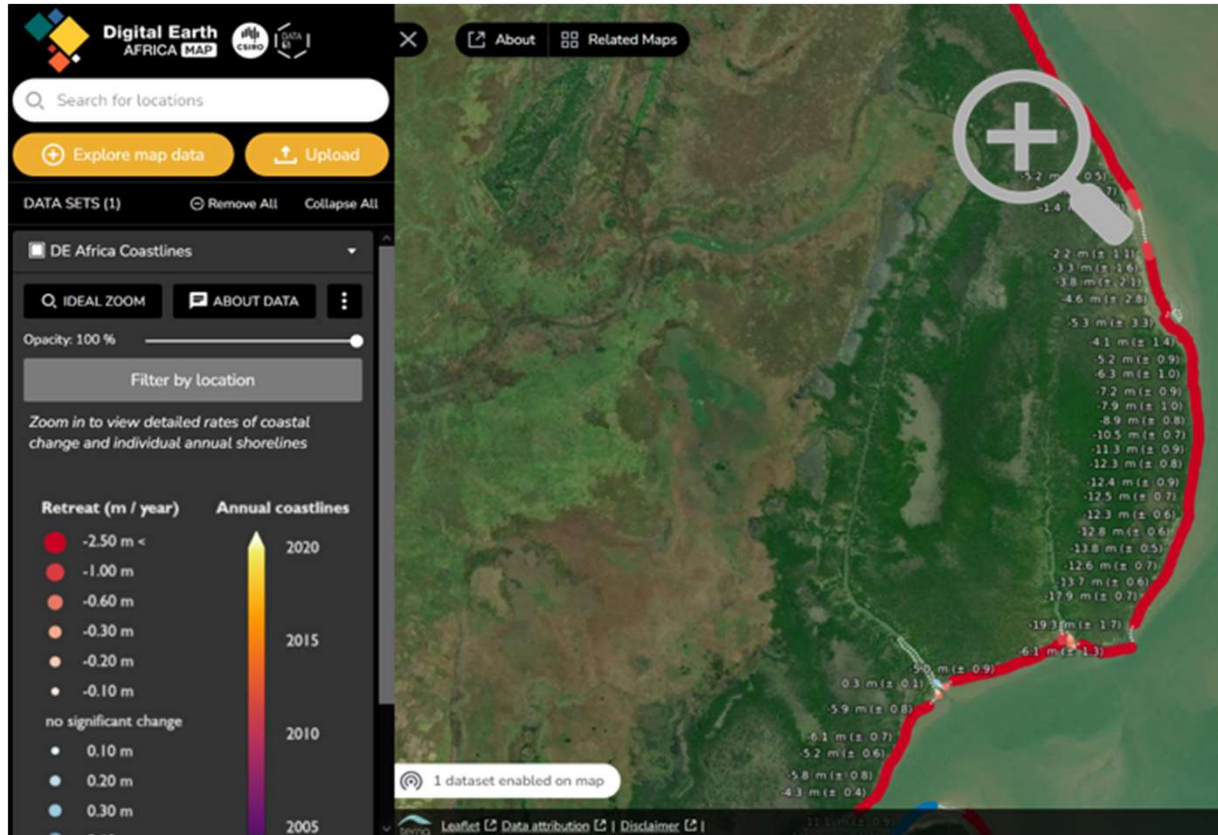 Digital Earth
AFRICA MAP
CSIRO
DATA 61
Search for locations
Explore map data
Upload
DATA SETS (1)
Remove All
Collapse All
DE Africa Coastlines
IDEAL ZOOM
ABOUT DATA
Opacity: 100 %
Filter by location
Zoom in to view detailed rates of coastal
change and individual annual shorelines
Retreat (m / year)
-2.50 m <
-1.00 m
-0.60 m
-0.30 m
-0.20 m
-0.10 m
no significant change
0.10 m
0.20 m
0.30 m
Annual coastlines
2020
2015
2010
2005
About
Related Maps
-2.2 m (± 1.1)
-3.3 m (± 1.6)
-3.8 m (± 2.1)
-4.6 m (± 2.8)
-5.3 m (± 3.3)
-4.1 m (± 1.4)
-5.2 m (± 0.9)
-6.3 m (± 1.0)
-7.2 m (± 0.9)
-7.9 m (± 1.0)
-8.9 m (± 0.8)
-10.5 m (± 0.7)
-11.3 m (± 0.9)
-12.3 m (± 0.8)
-12.4 m (± 0.9)
-12.5 m (± 0.7)
-12.3 m (± 0.6)
-12.8 m (± 0.6)
-13.8 m (± 0.5)
-12.6 m (± 0.7)
-13.7 m (± 0.6)
-17.9 m (± 0.7)
-19.3 m (± 1.7)
-6.1 m (± 1.3)
-5.0 m (± 0.9)
0.3 m (± 0.1)
-5.9 m (± 0.8)
-6.1 m (± 0.7)
-5.2 m (± 0.6)
-5.8 m (± 0.8)
-4.3 m (± 0.4)
1 dataset enabled on map
terria
Leaflet
Data attribution
| Disclaimer
|